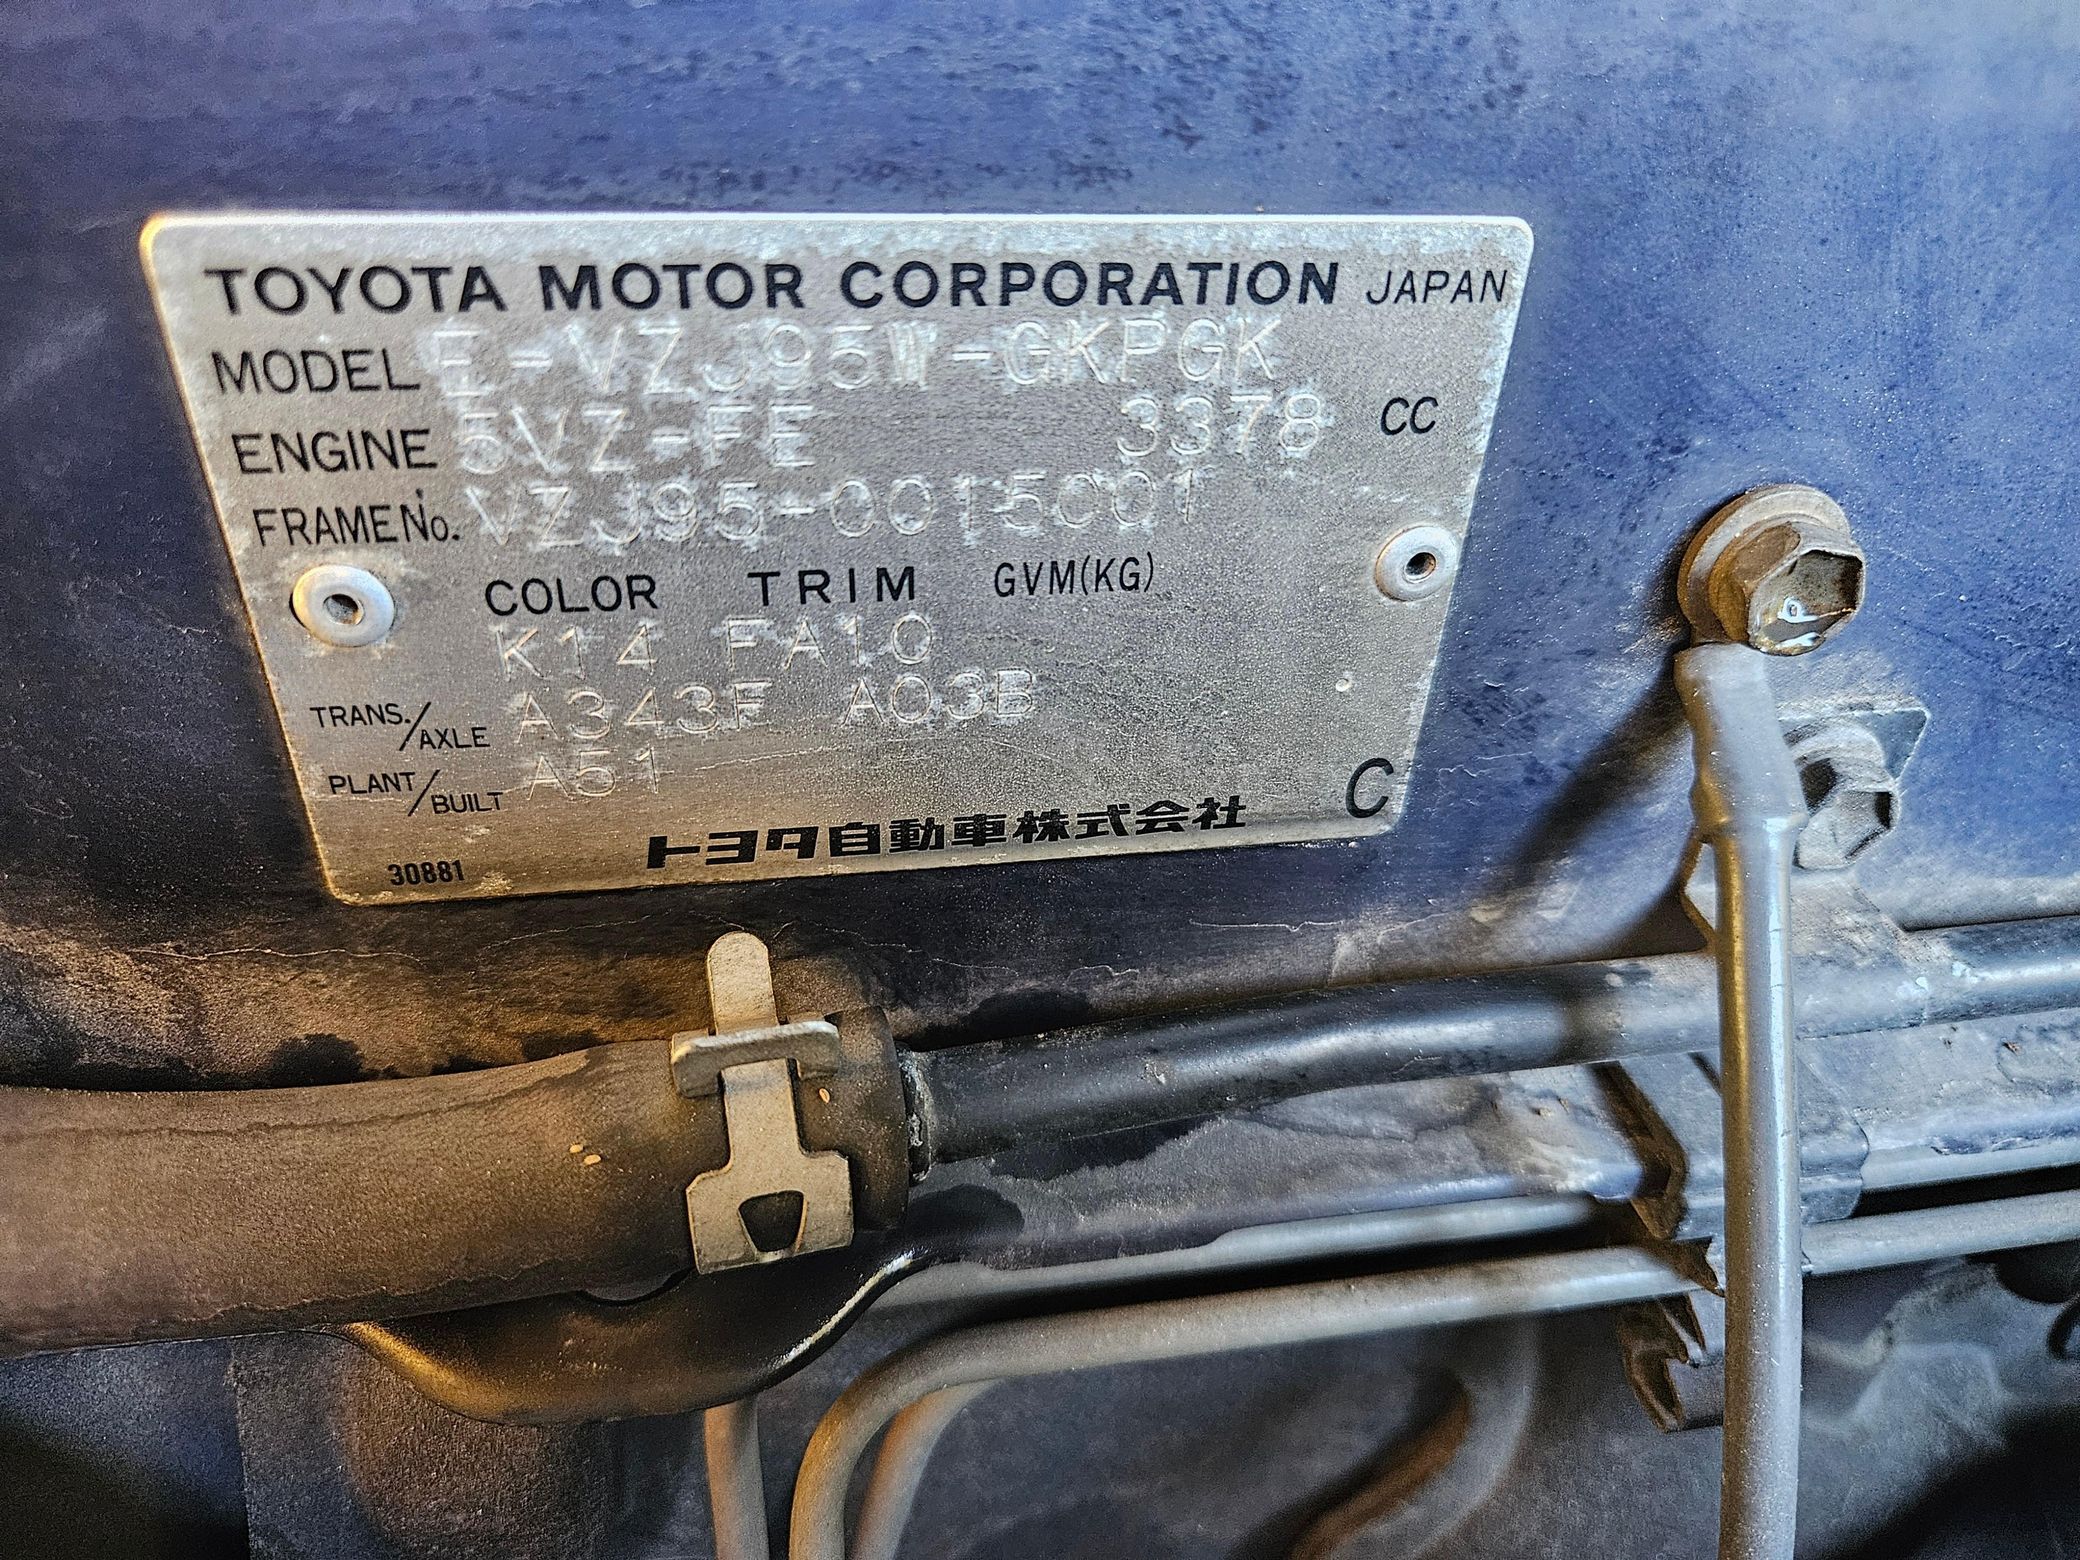 TOYOTA MOTOR CORPORATION JAPAN
MODEL E-VZJ95W-GKPGK
ENGINE 5VZ-FE 3378 CC
FRAME No. VZJ95-0015001
COLOR TRIM GVM(KG)
K14 FA10
TRANS./AXLE A343F A03B
PLANT/BUILT A51
C
トヨタ自動車株式会社
30881